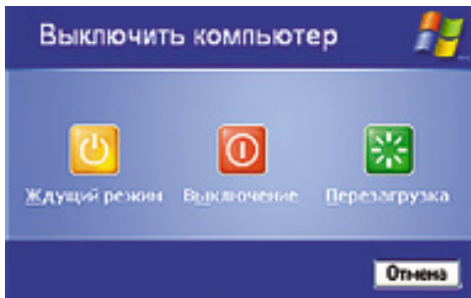 Выключить компьютер
Ждущий режим Выключение Перезагрузка
Отмена